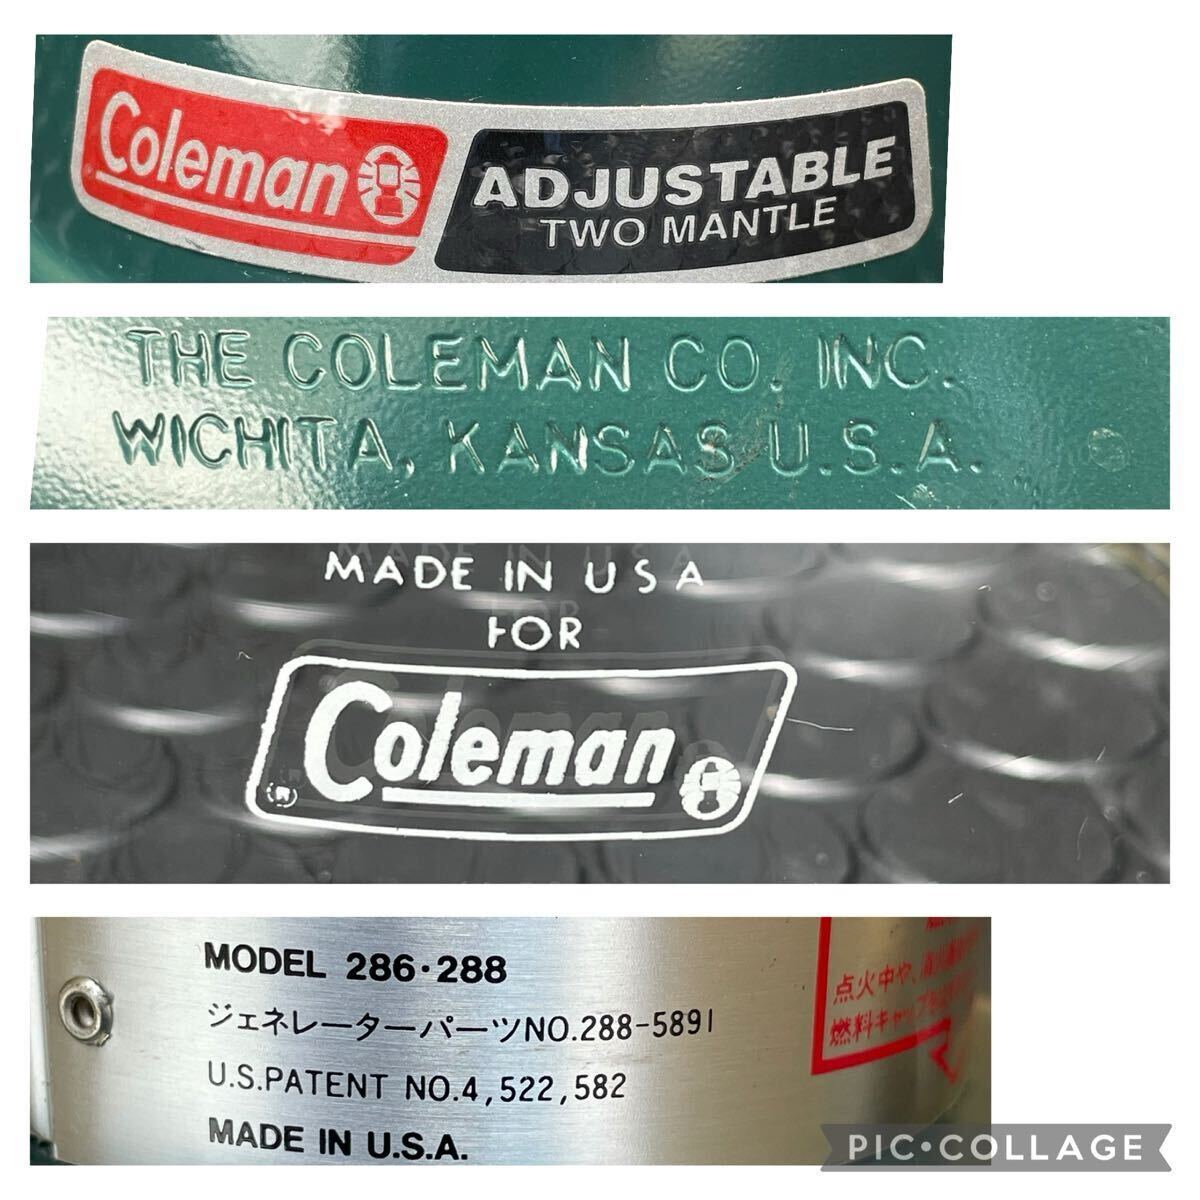 Coleman
ADJUSTABLE
TWO MANTLE
THE COLEMAN CO. INC.
WICHITA, KANSAS U.S.A.
MADE IN USA
FOR
Coleman
MODEL 286・288
ジェネレーターパーツNO.288-5891
U.S.PATENT NO.4,522,582
MADE IN U.S.A.
点火中や、
燃料キャップを
PIC•COLLAGE